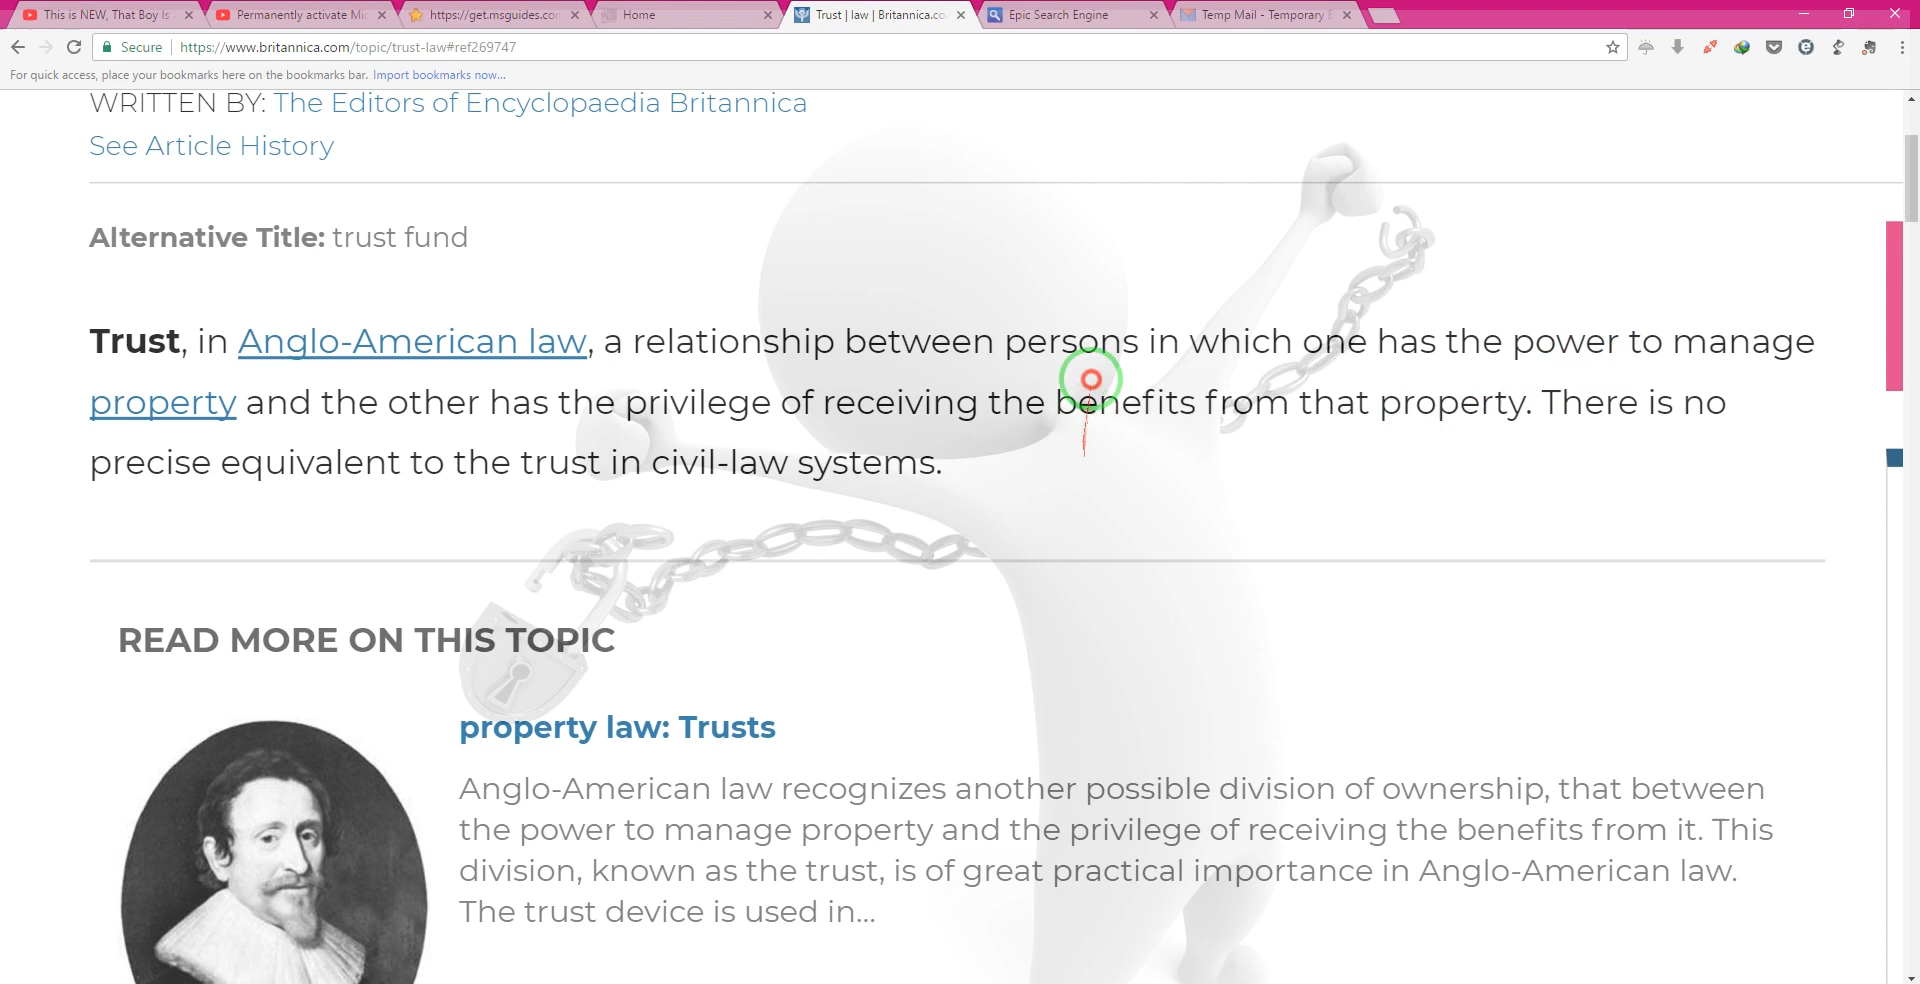 This is NEW, That Boy Is
Permanently activate Mi
https://get.msguides.con
Home
Trust | law | Britannica.co
Epic Search Engine
Temp Mail - Temporary E
Secure
https://www.britannica.com/topic/trust-law#ref269747
For quick access, place your bookmarks here on the bookmarks bar. Import bookmarks now...
WRITTEN BY: The Editors of Encyclopaedia Britannica
See Article History
Alternative Title: trust fund
Trust, in Anglo-American law, a relationship between persons in which one has the power to manage
property and the other has the privilege of receiving the benefits from that property. There is no
precise equivalent to the trust in civil-law systems.
READ MORE ON THIS TOPIC
property law: Trusts
Anglo-American law recognizes another possible division of ownership, that between
the power to manage property and the privilege of receiving the benefits from it. This
division, known as the trust, is of great practical importance in Anglo-American law.
The trust device is used in...